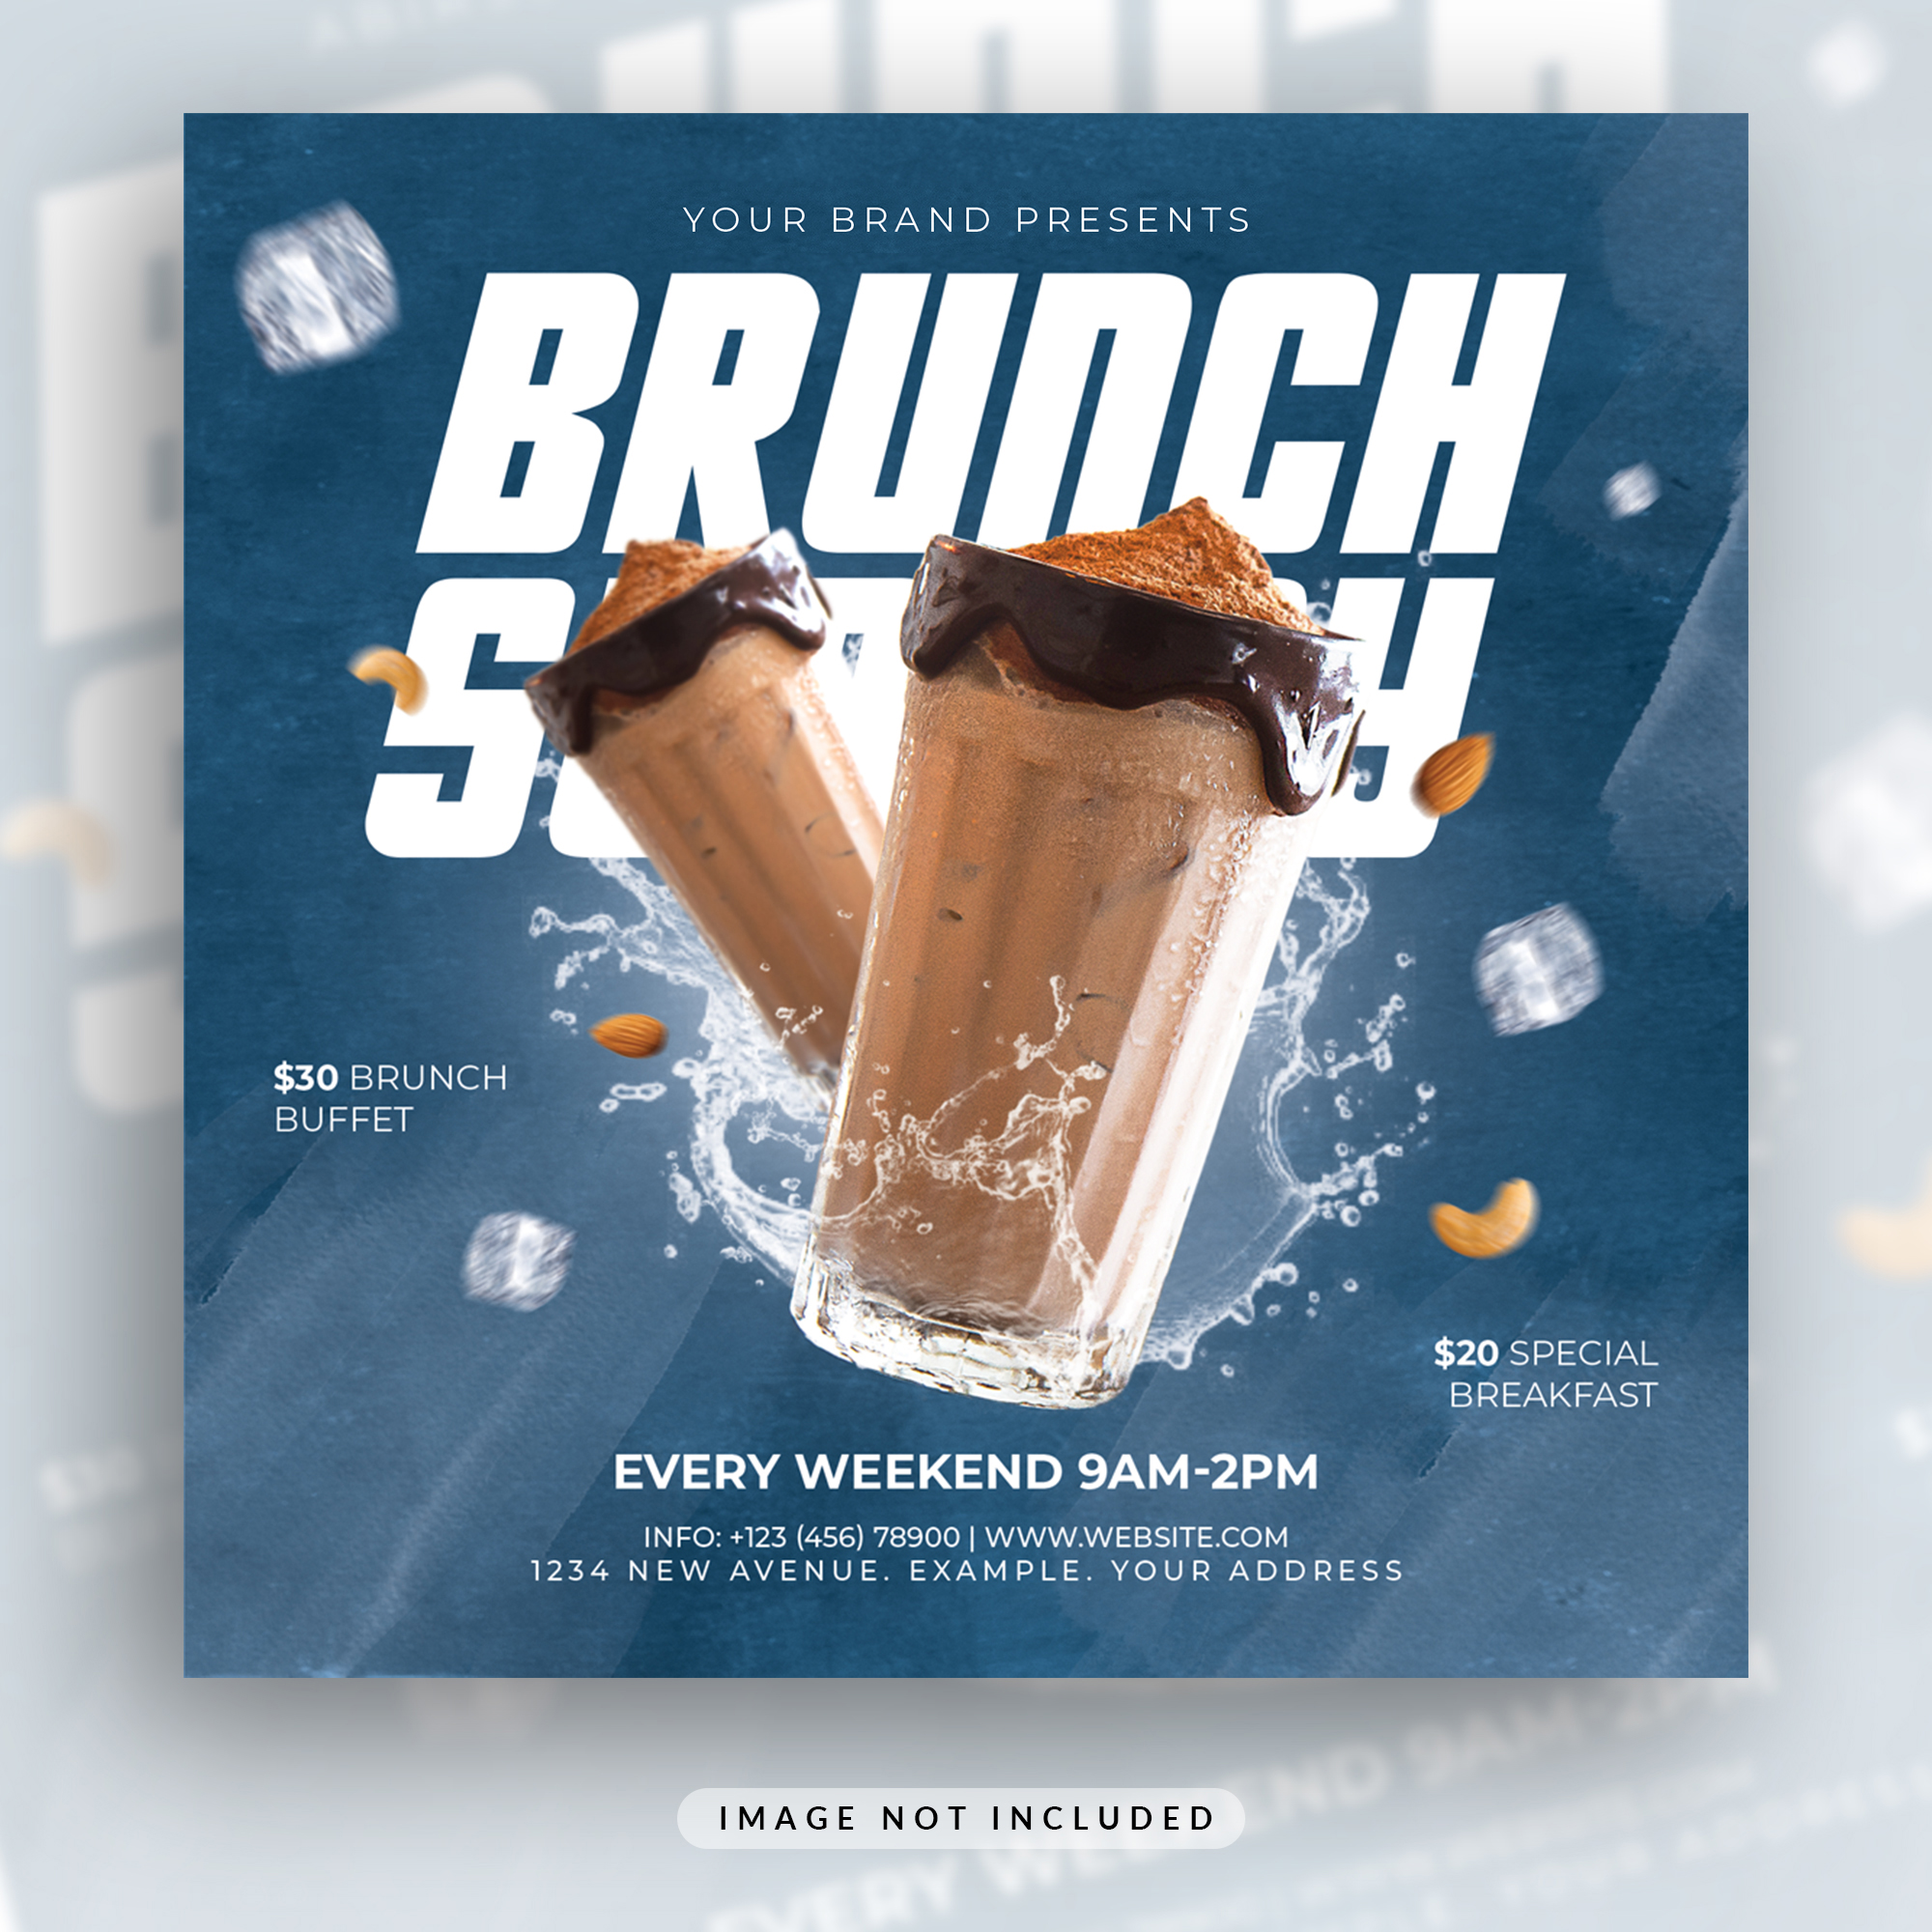 YOUR BRAND PRESENTS
BRUNCH
$30 BRUNCH
BUFFET
$20 SPECIAL
BREAKFAST
EVERY WEEKEND 9AM-2PM
INFO: +123 (456) 78900 | WWW.WEBSITE.COM
1234 NEW AVENUE. EXAMPLE. YOUR ADDRESS
IMAGE NOT INCLUDED